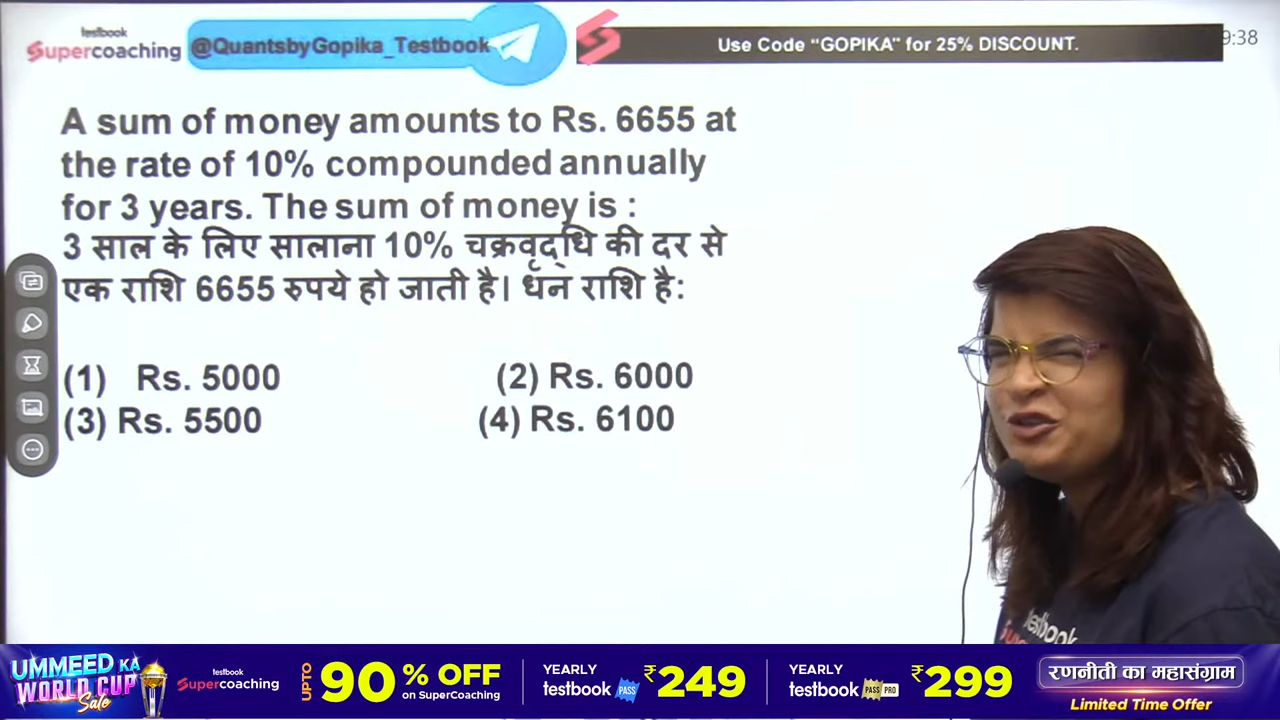 testbook
Supercoaching
@QuantsbyGopika_Testbook
Use Code "GOPIKA" for 25% DISCOUNT.
9:38
A sum of money amounts to Rs. 6655 at
the rate of 10% compounded annually
for 3 years. The sum of money is :
3 साल के लिए सालाना 10% चक्रवृद्धि की दर से
एक राशि 6655 रुपये हो जाती है। धन राशि है:
(1) Rs. 5000
(2) Rs. 6000
(3) Rs. 5500
(4) Rs. 6100
testbook
UMMEED KA
WORLD CUP
Sale
testbook
Supercoaching
UPTO
90% OFF
on SuperCoaching
YEARLY
testbook PASS
₹249
YEARLY
testbook PASS PRO
₹299
रणनीती का महासंग्राम
Limited Time Offer